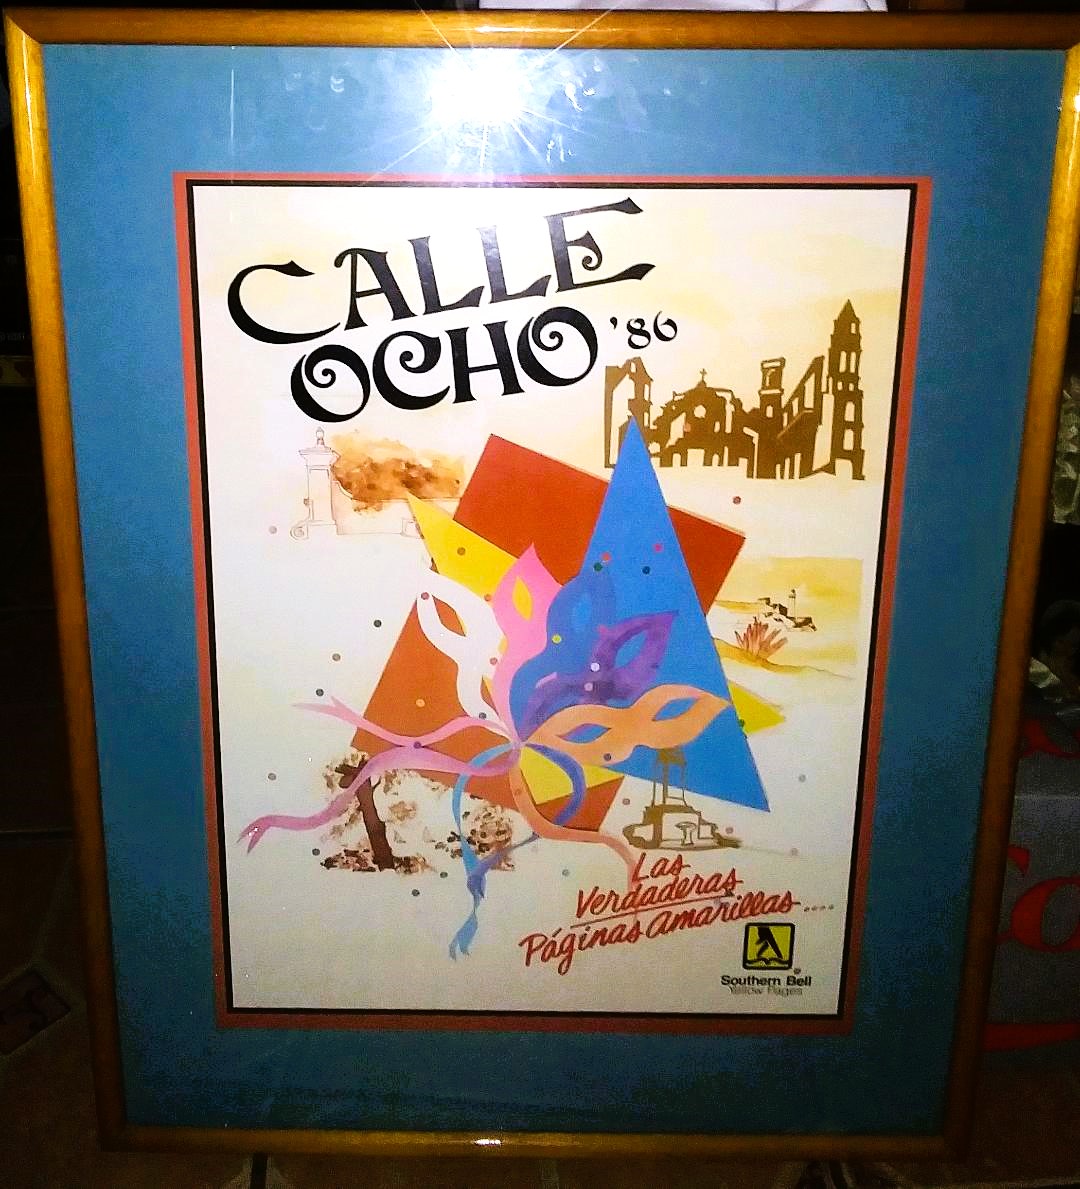 CALLE
OCHO '86
Las
Verdaderas
Páginas Amarillas....
Southern Bell
Yellow Pages